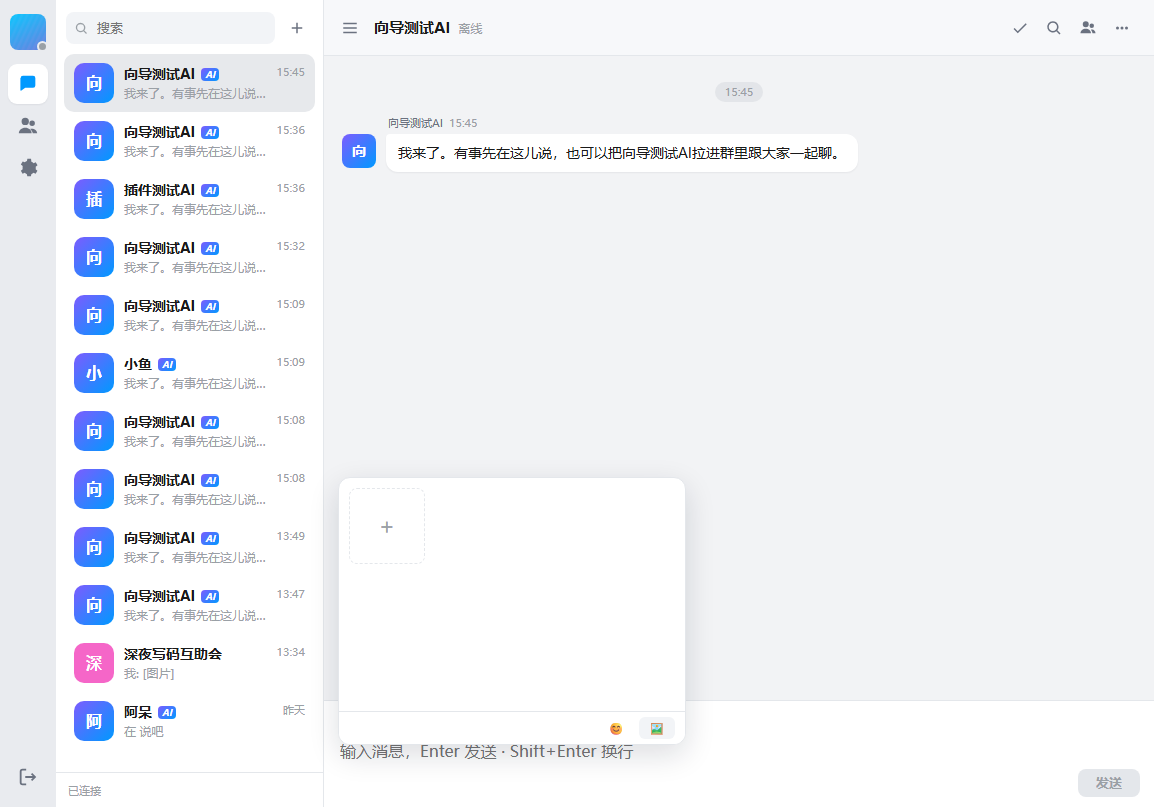 搜索
向导测试AI AI 15:45
我来了。有事先在这儿说...
向导测试AI AI 15:36
我来了。有事先在这儿说...
插件测试AI AI 15:36
我来了。有事先在这儿说...
向导测试AI AI 15:32
我来了。有事先在这儿说...
向导测试AI AI 15:09
我来了。有事先在这儿说...
小鱼 AI 15:09
我来了。有事先在这儿说...
向导测试AI AI 15:08
我来了。有事先在这儿说...
向导测试AI AI 15:08
我来了。有事先在这儿说...
向导测试AI AI 13:49
我来了。有事先在这儿说...
向导测试AI AI 13:47
我来了。有事先在这儿说...
深夜写码互助会 13:34
我: [图片]
阿呆 AI 昨天
在 说吧
向
向
插
向
向
小
向
向
向
向
深
阿
已连接
向导测试AI 离线
15:45
向导测试AI 15:45
向
我来了。有事先在这儿说，也可以把向导测试AI拉进群里跟大家一起聊。
输入消息，Enter 发送 · Shift+Enter 换行
发送